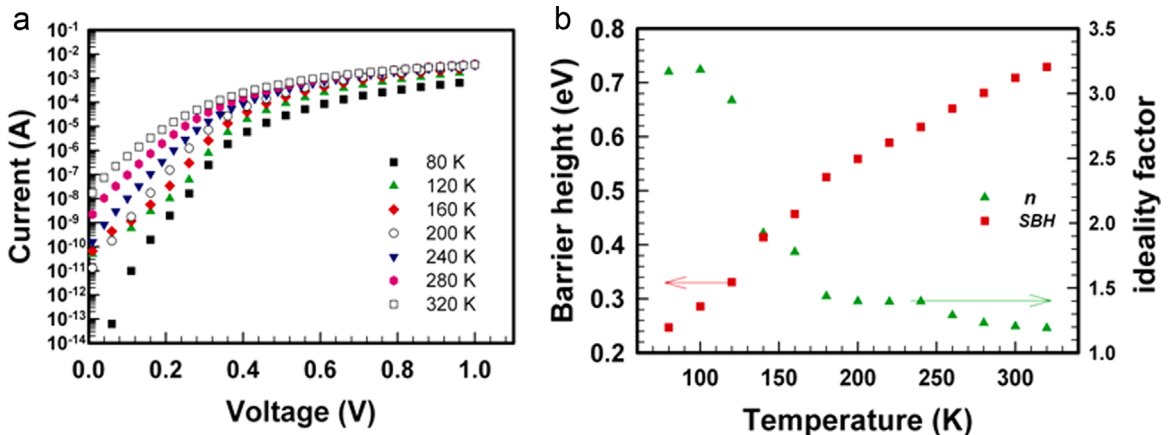 a
10-1
10-2
10-3
10-4
10-5
10-6
10-7
10-8
10-9
10-10
10-11
10-12
10-13
10-14
Current (A)
0.0 0.2 0.4 0.6 0.8 1.0
Voltage (V)
80 K
120 K
160 K
200 K
240 K
280 K
320 K
b
0.8
0.7
0.6
0.5
0.4
0.3
0.2
Barrier height (eV)
100 150 200 250 300
Temperature (K)
n
SBH
3.5
3.0
2.5
2.0
1.5
1.0
ideality factor